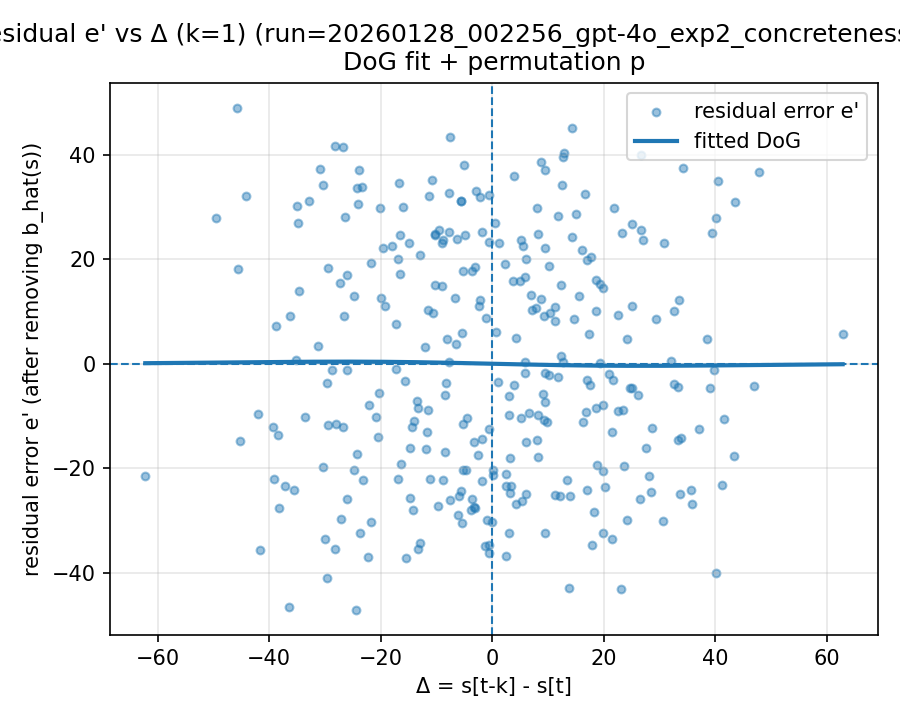 esidual e' vs Δ (k=1) (run=20260128_002256_gpt-4o_exp2_concreteness
DoG fit + permutation p
residual error e'
fitted DoG
residual error e' (after removing b_hat(s))
40
20
0
−20
−40
−60
−40
−20
0
20
40
60
Δ = s[t-k] - s[t]